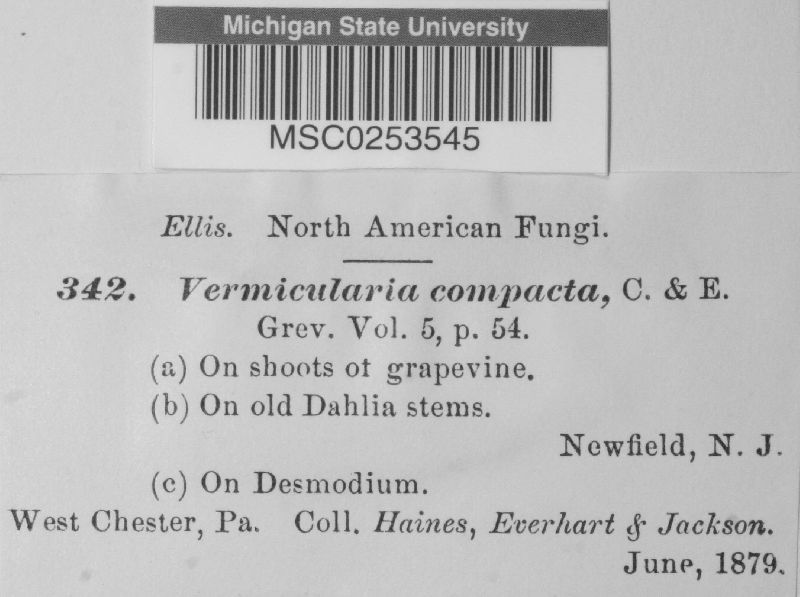 Michigan State University
MSC0253545
Ellis. North American Fungi.
342. Vermicularia compacta, C. & E.
Grev. Vol. 5, p. 54.
(a) On shoots of grapevine.
(b) On old Dahlia stems.
Newfield, N. J.
(c) On Desmodium.
West Chester, Pa. Coll. Haines, Everhart & Jackson.
June, 1879.